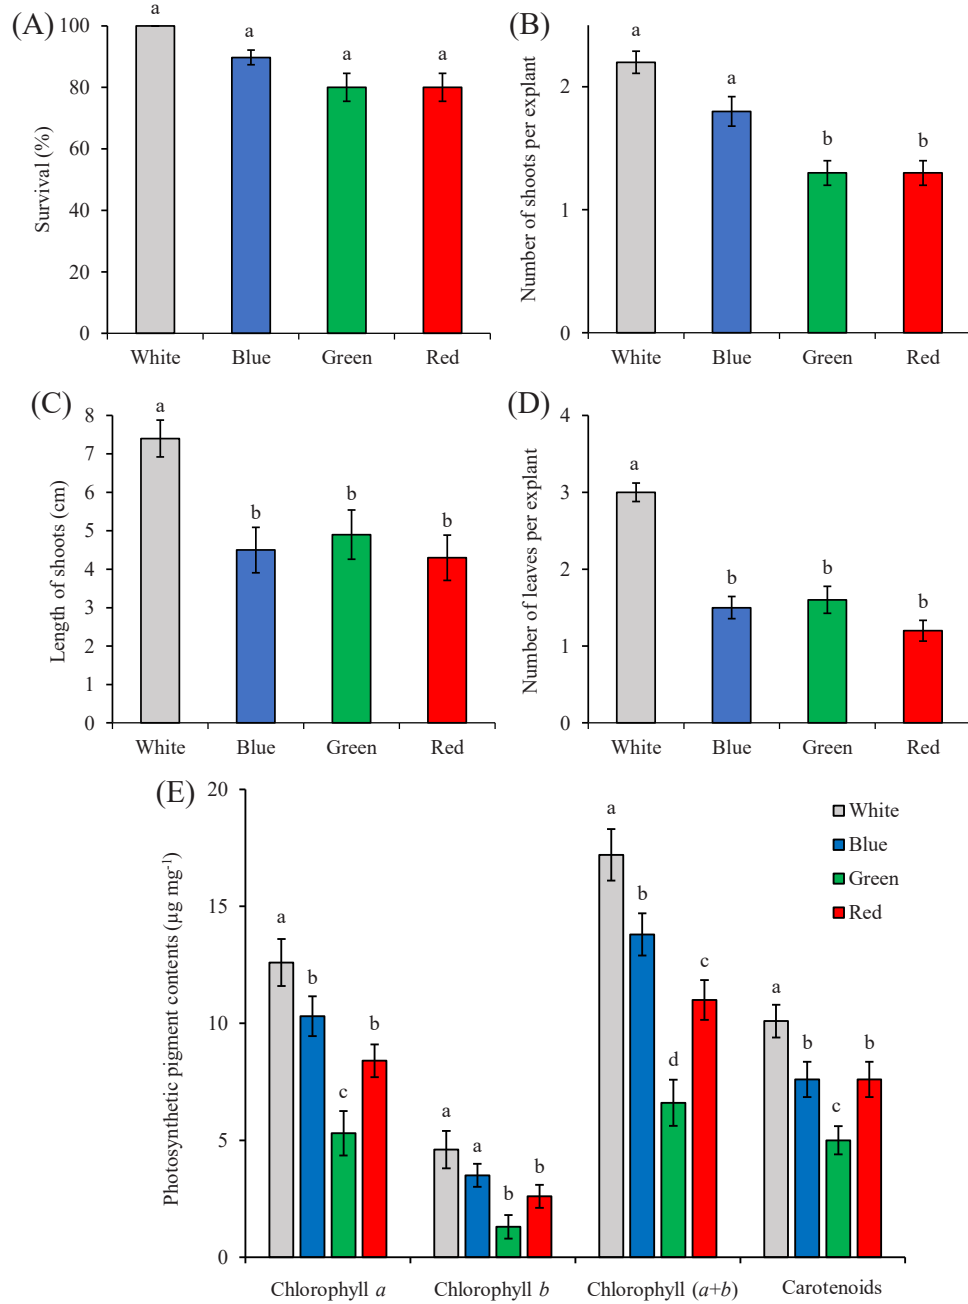 (A)
Survival (%)
100
80
60
40
20
0
a
a
a
a
White Blue Green Red
(B)
Number of shoots per explant
2
1
0
a
a
b
b
White Blue Green Red
(C)
Length of shoots (cm)
8
7
6
5
4
3
2
1
0
a
b
b
b
White Blue Green Red
(D)
Number of leaves per explant
4
3
2
1
0
a
b
b
b
White Blue Green Red
(E)
Photosynthetic pigment contents (µg mg⁻¹)
20
15
10
5
0
a
b
c
b
a
a
b
b
a
b
d
c
a
b
c
b
White
Blue
Green
Red
Chlorophyll a Chlorophyll b Chlorophyll (a+b) Carotenoids